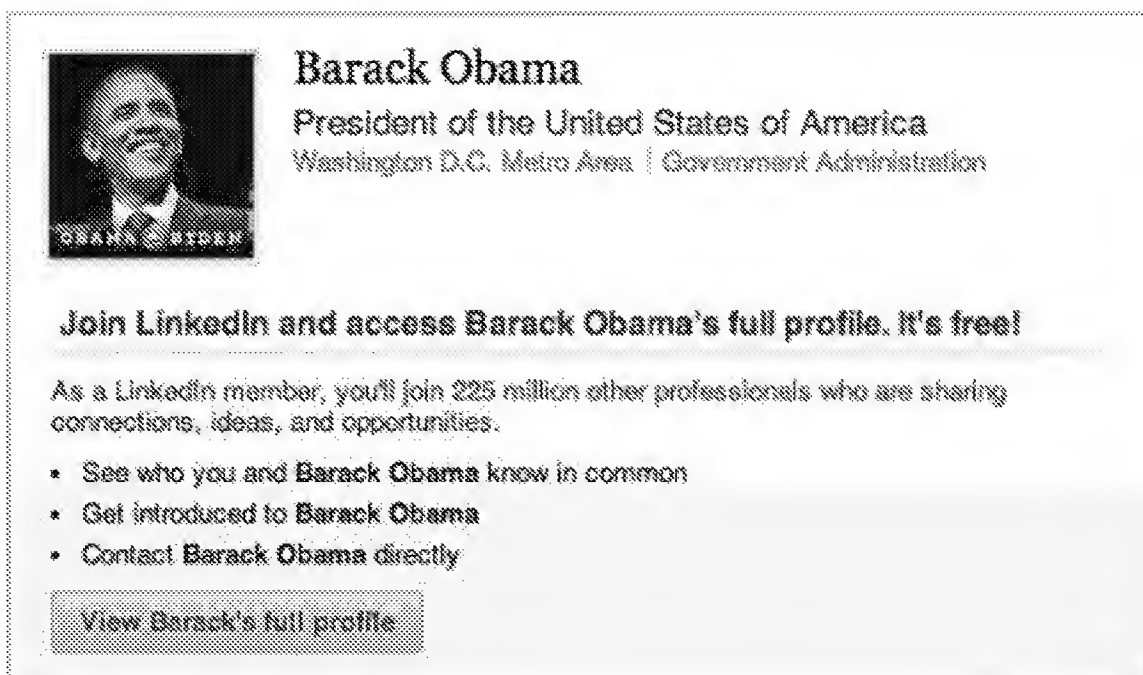 Barack Obama
President of the United States of America
Washington D.C. Metro Area | Government Administration
OBAMA BIDEN
Join LinkedIn and access Barack Obama's full profile. It's free!
As a LinkedIn member, you'll join 225 million other professionals who are sharing
connections, ideas, and opportunities.
• See who you and Barack Obama know in common
• Get introduced to Barack Obama
• Contact Barack Obama directly
View Barack's full profile